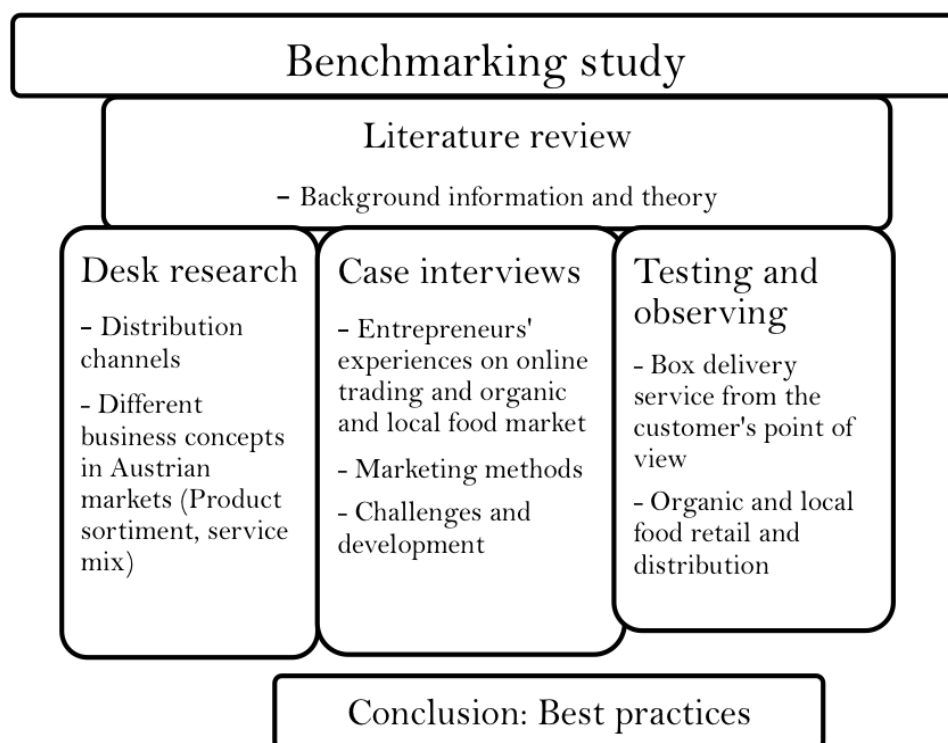 Benchmarking study
Literature review
– Background information and theory
Desk research
– Distribution
channels
– Different
business concepts
in Austrian
markets (Product
sortiment, service
mix)
Case interviews
– Entrepreneurs'
experiences on online
trading and organic
and local food market
– Marketing methods
– Challenges and
development
Testing and
observing
– Box delivery
service from the
customer's point of
view
– Organic and local
food retail and
distribution
Conclusion: Best practices